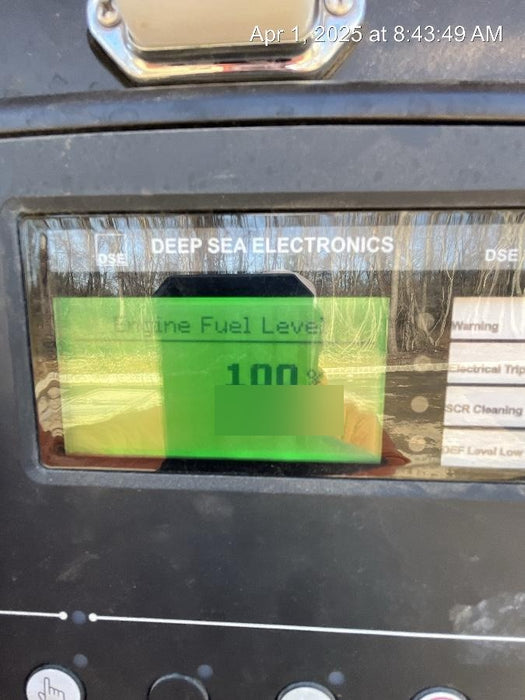 Apr 1, 2025 at 8:43:49 AM
DSE
DEEP SEA ELECTRONICS
DSE
Engine Fuel Level
100 %
Warning
Electrical Trip
SCR Cleaning
DEF Level Low